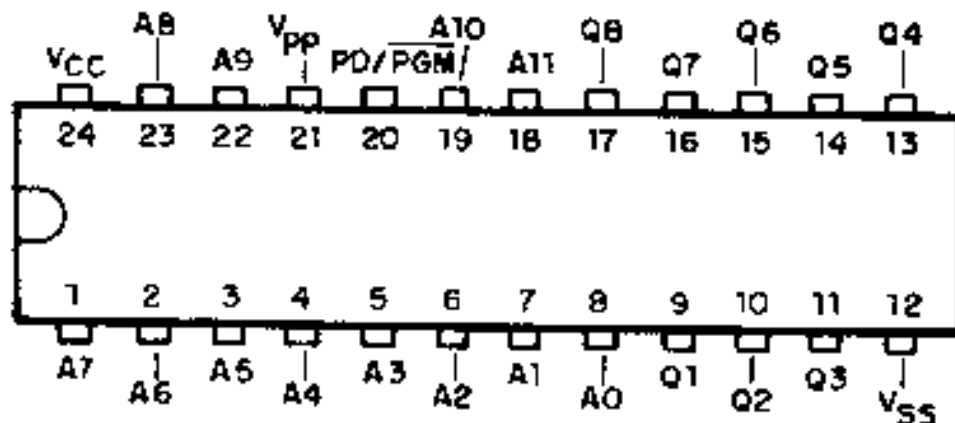 VCC A8 A9 Vpp PD/PGM/ A10 A11 Q8 Q7 Q6 Q5 Q4
24 23 22 21 20 19 18 17 16 15 14 13
1 2 3 4 5 6 7 8 9 10 11 12
A7 A6 A5 A4 A3 A2 A1 A0 Q1 Q2 Q3 VSS